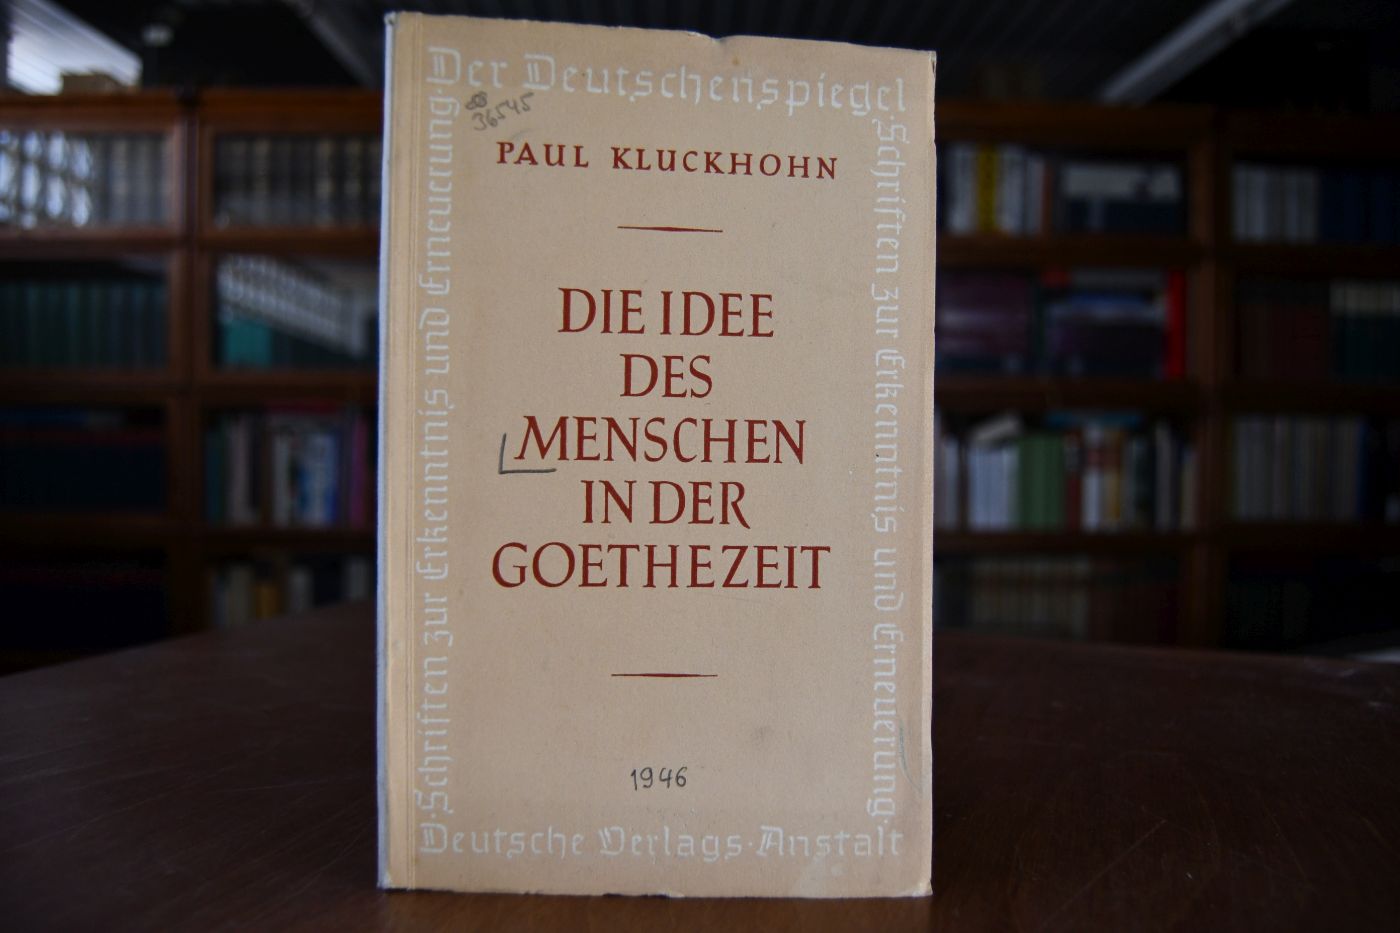 Der Deutschenspiegel
·Schriften zur Erkenntnis und Erneuerung·
36545
PAUL KLUCKHOHN
DIE IDEE
DES
MENSCHEN
IN DER
GOETHEZEIT
1946
·Schriften zur Erkenntnis und Erneuerung·
Deutsche Verlags-Anstalt